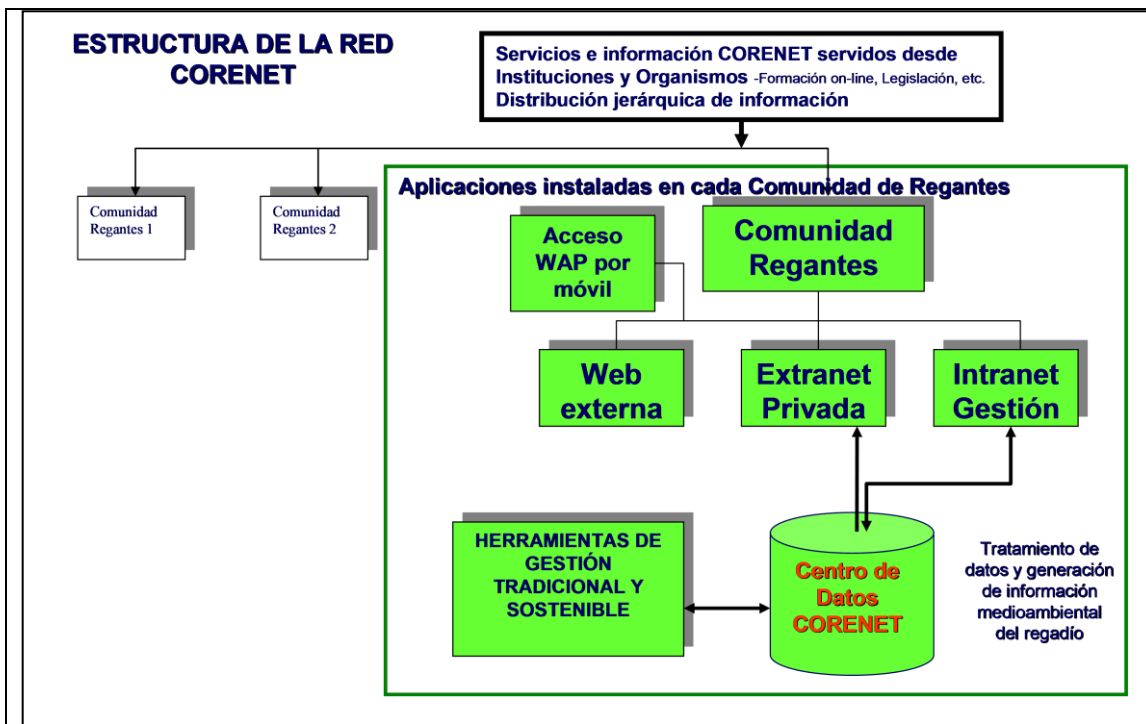 ESTRUCTURA DE LA RED
CORENET
Servicios e información CORENET servidos desde
Instituciones y Organismos -Formación on-line, Legislación, etc.
Distribución jerárquica de información
Comunidad
Regantes 1
Comunidad
Regantes 2
Aplicaciones instaladas en cada Comunidad de Regantes
Acceso
WAP por
móvil
Comunidad
Regantes
Web
externa
Extranet
Privada
Intranet
Gestión
HERRAMIENTAS DE
GESTIÓN
TRADICIONAL Y
SOSTENIBLE
Centro de
Datos
CORENET
Tratamiento de
datos y generación
de información
medioambiental
del regadío